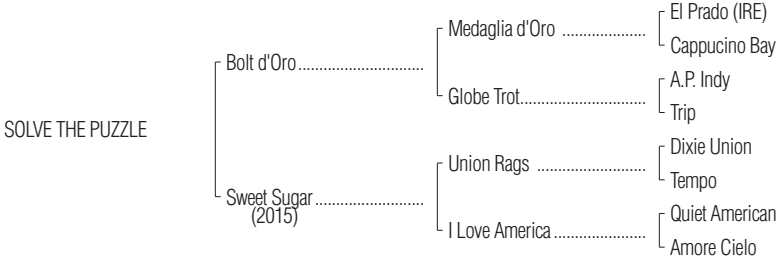 SOLVE THE PUZZLE
Bolt d'Oro..............................
Sweet Sugar..........................
(2015)
Medaglia d'Oro ....................
Globe Trot..............................
Union Rags ..........................
I Love America......................
El Prado (IRE)
Cappucino Bay
A.P. Indy
Trip
Dixie Union
Tempo
Quiet American
Amore Cielo